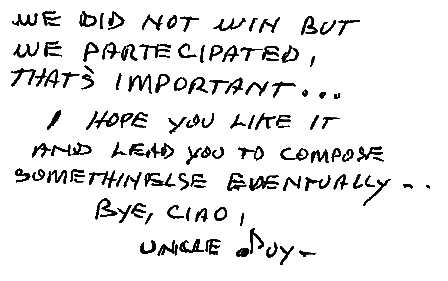 WE DID NOT WIN BUT
WE PARTECIPATED,
THAT'S IMPORTANT...
I HOPE YOU LIKE IT
AND LEAD YOU TO COMPOSE
SOMETHINELSE EVENTUALLY...
BYE, CIAO,
UNCLE